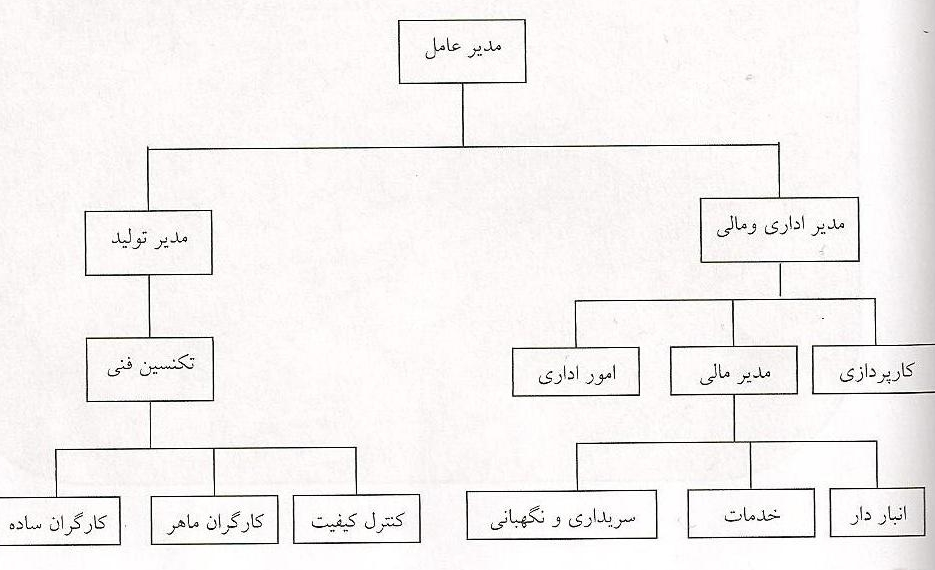 مدیر عامل
مدیر اداری ومالی
مدیر تولید
کارپردازی
مدیر مالی
امور اداری
تکنسین فنی
انبار دار
خدمات
سریداری و نگهبانی
کنترل کیفیت
کارگران ماهر
کارگران ساده